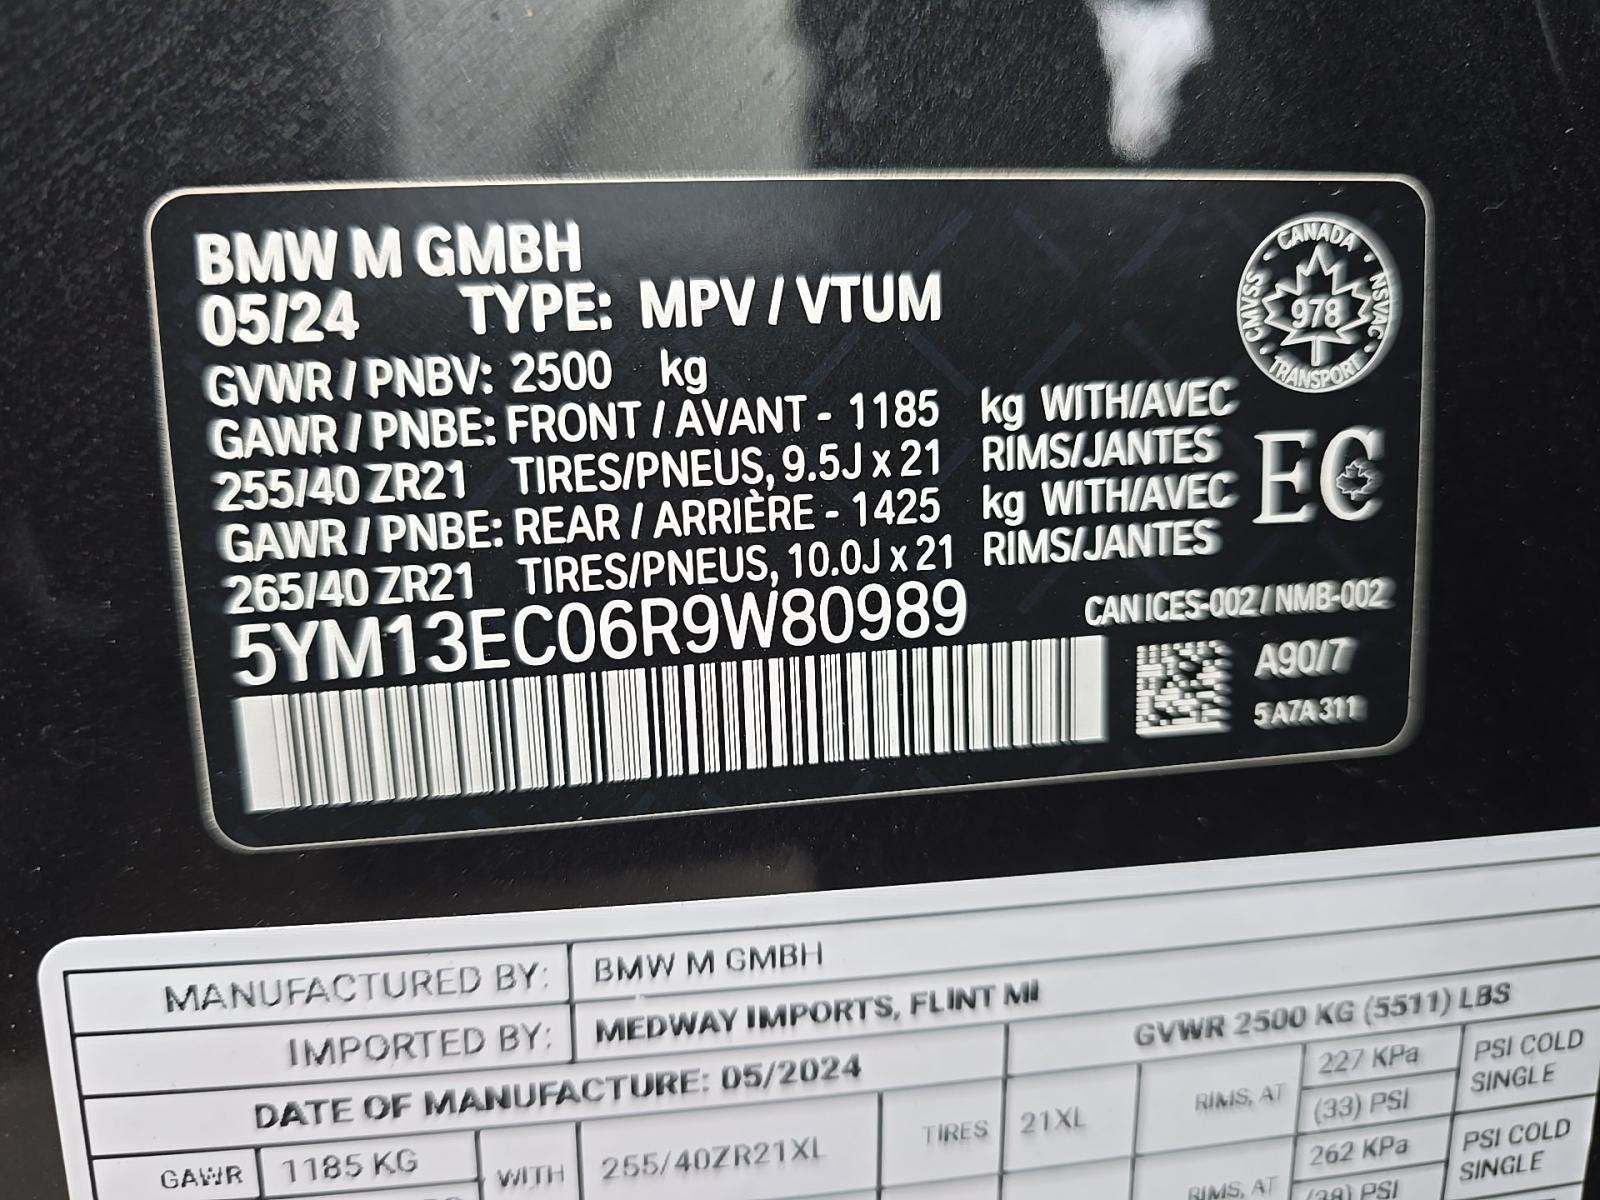 BMW M GMBH
05/24 TYPE: MPV / VTUM
GVWR / PNBV: 2500 kg
GAWR / PNBE: FRONT / AVANT - 1185 kg WITH/AVEC
255/40 ZR21 TIRES/PNEUS, 9.5J x 21 RIMS/JANTES
GAWR / PNBE: REAR / ARRIÈRE - 1425 kg WITH/AVEC
265/40 ZR21 TIRES/PNEUS, 10.0J x 21 RIMS/JANTES
5YM13EC06R9W80989
CANADA
CMVSS 978 NSVAC
TRANSPORT
EC
CAN ICES-002 / NMB-002
A90/7
5A7A311
MANUFACTURED BY: BMW M GMBH
IMPORTED BY: MEDWAY IMPORTS, FLINT MI
DATE OF MANUFACTURE: 05/2024 GVWR 2500 KG (5511) LBS
GAWR 1185 KG WITH 255/40ZR21XL TIRES 21XL RIMS, AT 227 KPa (33) PSI PSI COLD SINGLE
RIMS, AT 262 KPa (38) PSI PSI COLD SINGLE